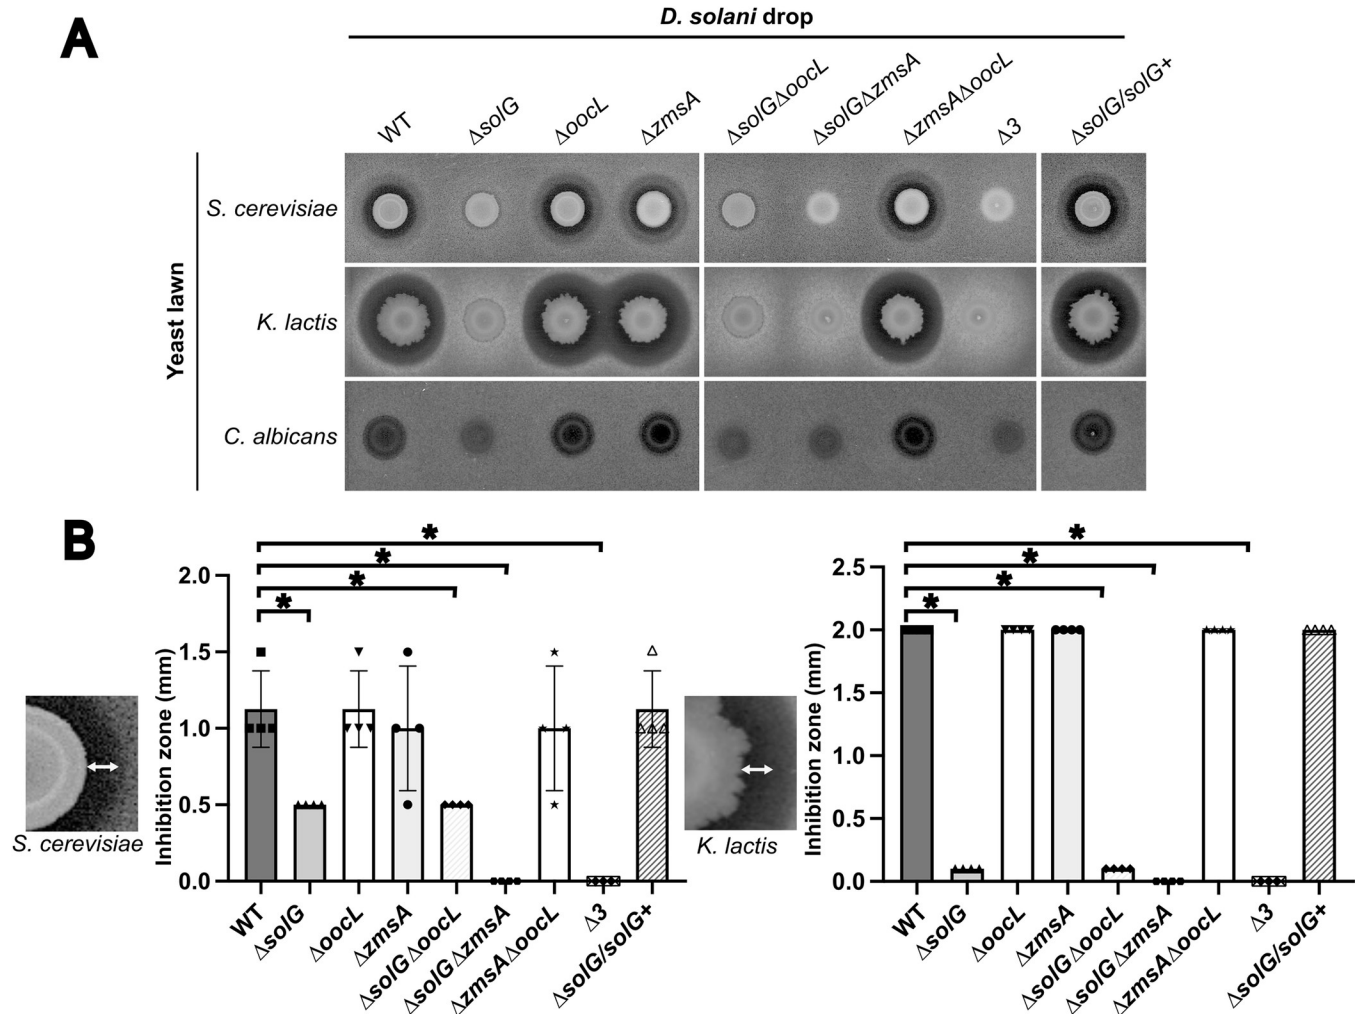 A
D. solani drop
WT
ΔsolG
ΔoocL
ΔzmsA
ΔsolGΔoocL
ΔsolGΔzmsA
ΔzmsAΔoocL
Δ3
ΔsolG/solG+
Yeast lawn
S. cerevisiae
K. lactis
C. albicans
B
*
*
*
*
2.0
1.5
1.0
0.5
0.0
Inhibition zone (mm)
S. cerevisiae
WT
ΔsolG
ΔoocL
ΔzmsA
ΔsolGΔoocL
ΔsolGΔzmsA
ΔzmsAΔoocL
Δ3
ΔsolG/solG+
*
*
*
*
2.5
2.0
1.5
1.0
0.5
0.0
Inhibition zone (mm)
K. lactis
WT
ΔsolG
ΔoocL
ΔzmsA
ΔsolGΔoocL
ΔsolGΔzmsA
ΔzmsAΔoocL
Δ3
ΔsolG/solG+